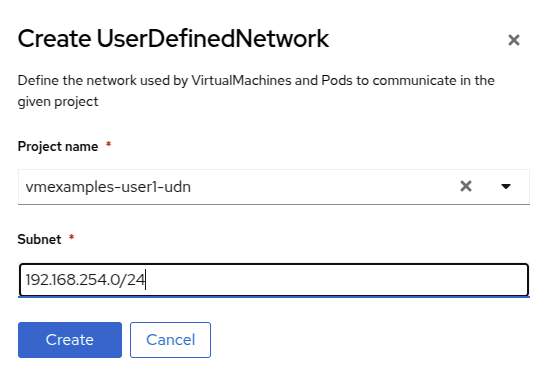 Create UserDefinedNetwork
Define the network used by VirtualMachines and Pods to communicate in the
given project
Project name *
vmexamples-user1-udn
Subnet *
192.168.254.0/24
Create Cancel